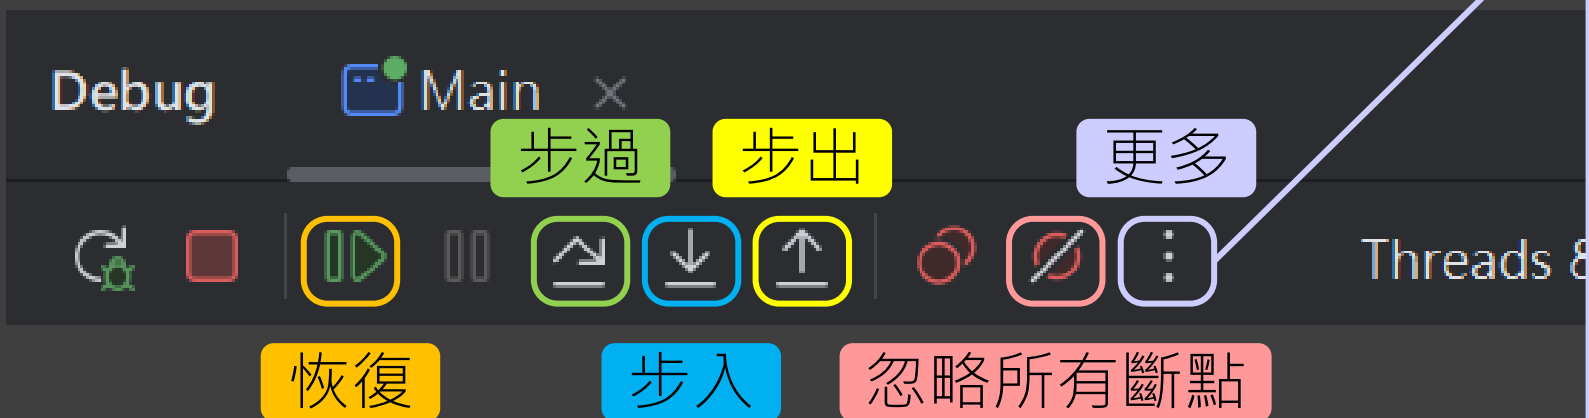 Debug
Main
步過
步出
更多
Threads &
恢復
步入
忽略所有斷點